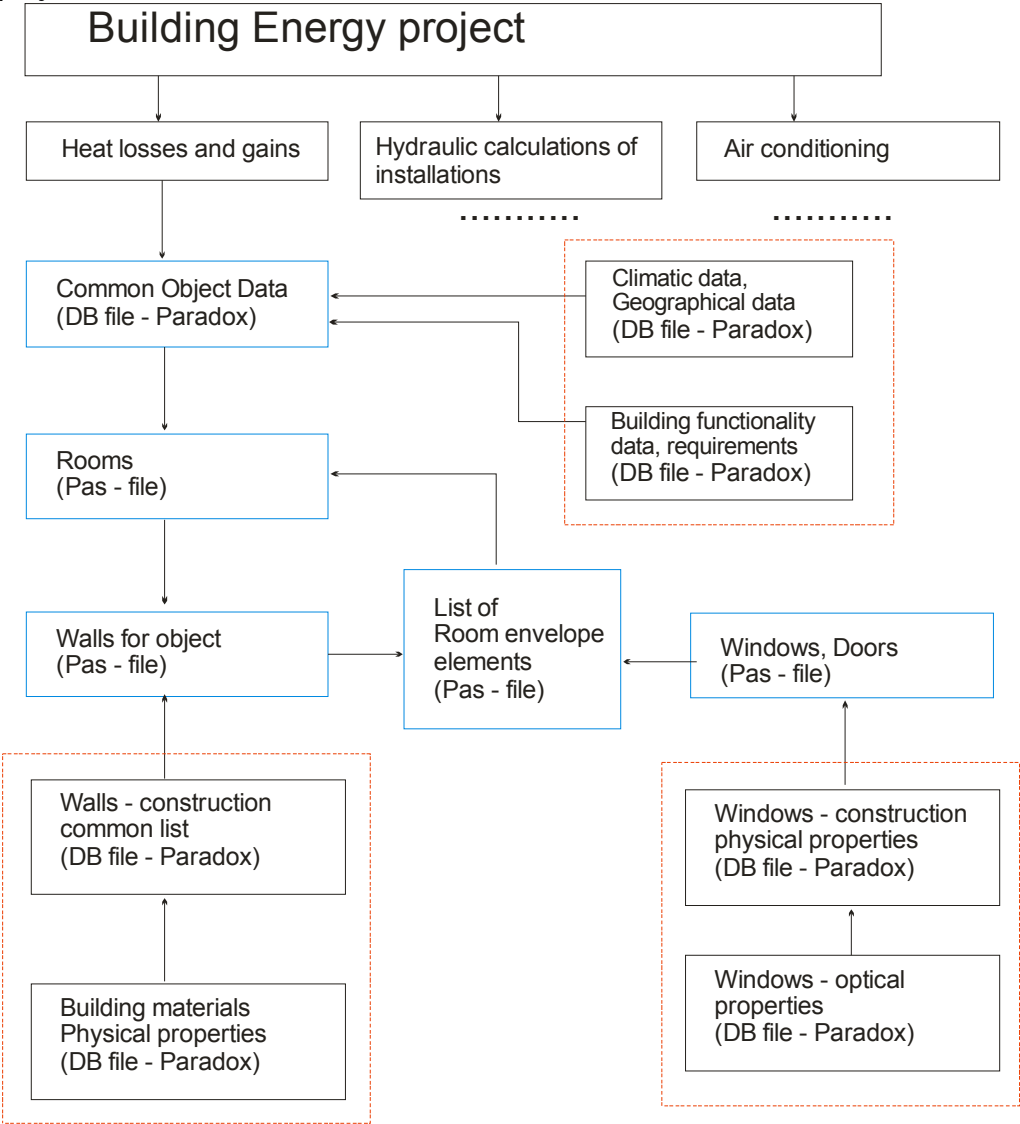 Building Energy project
Heat losses and gains
Hydraulic calculations of
installations
Air conditioning
Common Object Data
(DB file - Paradox)
Climatic data,
Geographical data
(DB file - Paradox)
Building functionality
data, requirements
(DB file - Paradox)
Rooms
(Pas - file)
Walls for object
(Pas - file)
List of
Room envelope
elements
(Pas - file)
Windows, Doors
(Pas - file)
Walls - construction
common list
(DB file - Paradox)
Windows - construction
physical properties
(DB file - Paradox)
Building materials
Physical properties
(DB file - Paradox)
Windows - optical
properties
(DB file - Paradox)